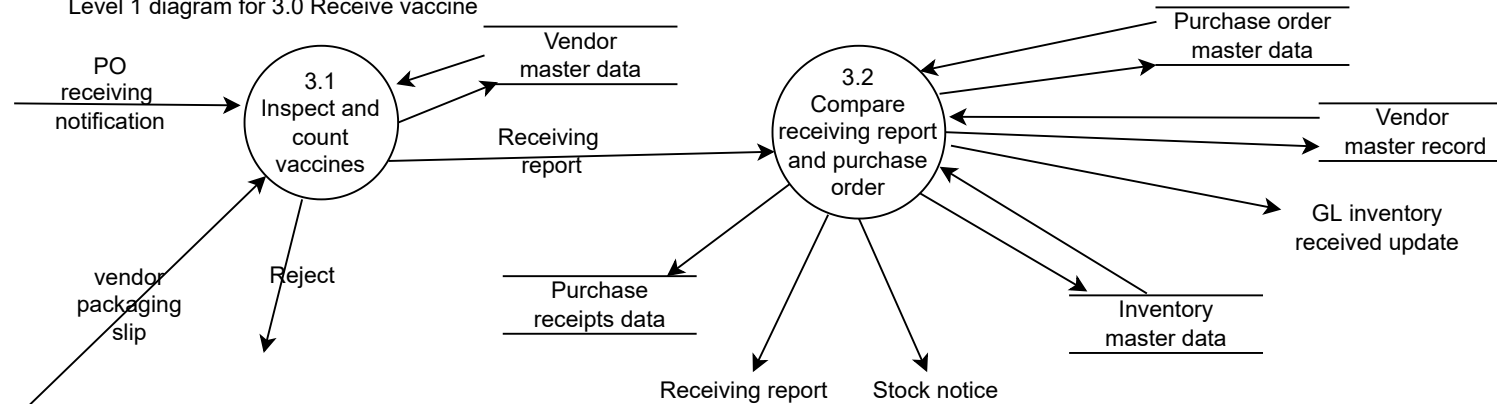 Level 1 diagram for 3.0 Receive vaccine
PO
receiving
notification
3.1
Inspect and
count
vaccines
Vendor
master data
Receiving
report
vendor
packaging
slip
Reject
3.2
Compare
receiving report
and purchase
order
Purchase order
master data
Vendor
master record
GL inventory
received update
Inventory
master data
Purchase
receipts data
Receiving report
Stock notice